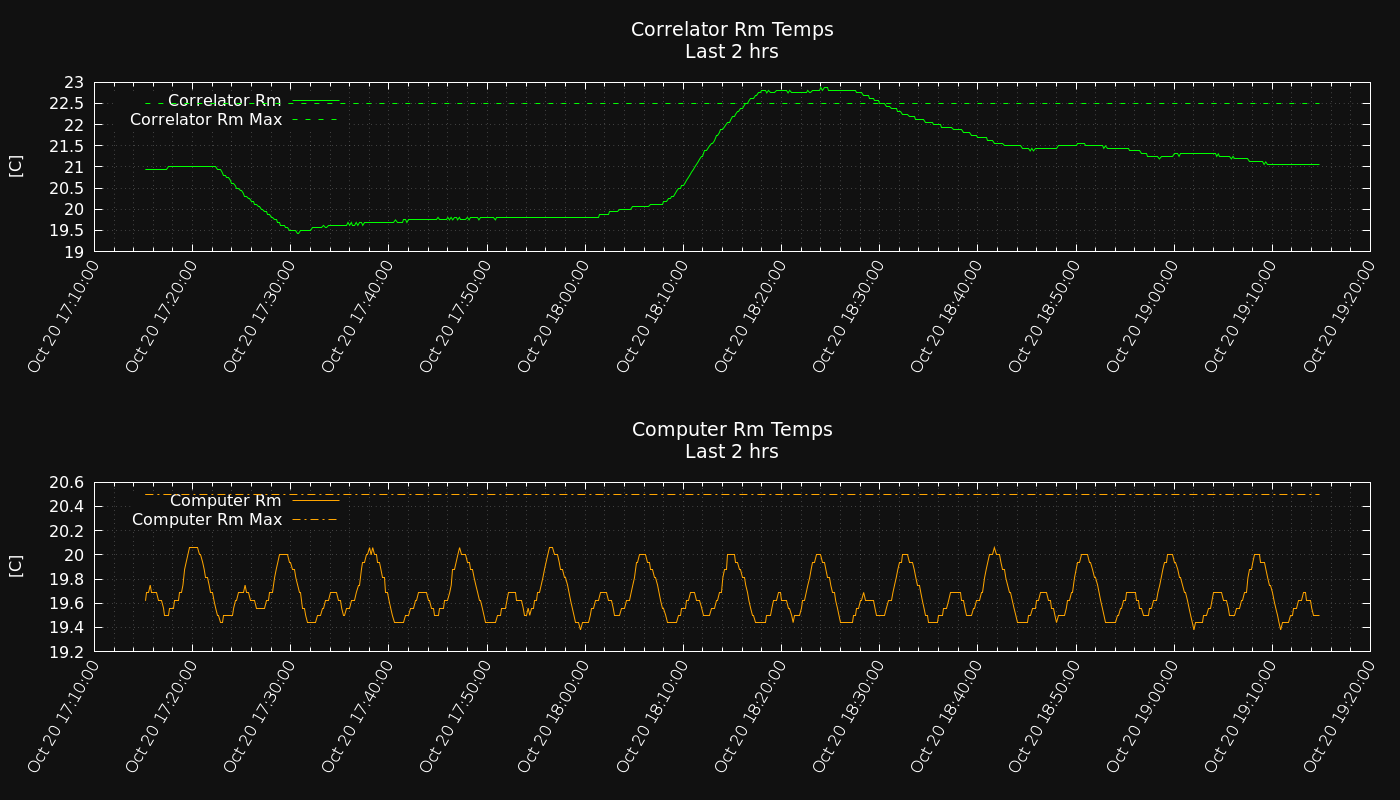 Correlator Rm Temps
Last 2 hrs
23
22.5
22
21.5
21
20.5
20
19.5
19
[C]
Correlator Rm
Correlator Rm Max
Oct 20 17:10:00
Oct 20 17:20:00
Oct 20 17:30:00
Oct 20 17:40:00
Oct 20 17:50:00
Oct 20 18:00:00
Oct 20 18:10:00
Oct 20 18:20:00
Oct 20 18:30:00
Oct 20 18:40:00
Oct 20 18:50:00
Oct 20 19:00:00
Oct 20 19:10:00
Oct 20 19:20:00
Computer Rm Temps
Last 2 hrs
20.6
20.4
20.2
20
19.8
19.6
19.4
19.2
[C]
Computer Rm
Computer Rm Max
Oct 20 17:10:00
Oct 20 17:20:00
Oct 20 17:30:00
Oct 20 17:40:00
Oct 20 17:50:00
Oct 20 18:00:00
Oct 20 18:10:00
Oct 20 18:20:00
Oct 20 18:30:00
Oct 20 18:40:00
Oct 20 18:50:00
Oct 20 19:00:00
Oct 20 19:10:00
Oct 20 19:20:00